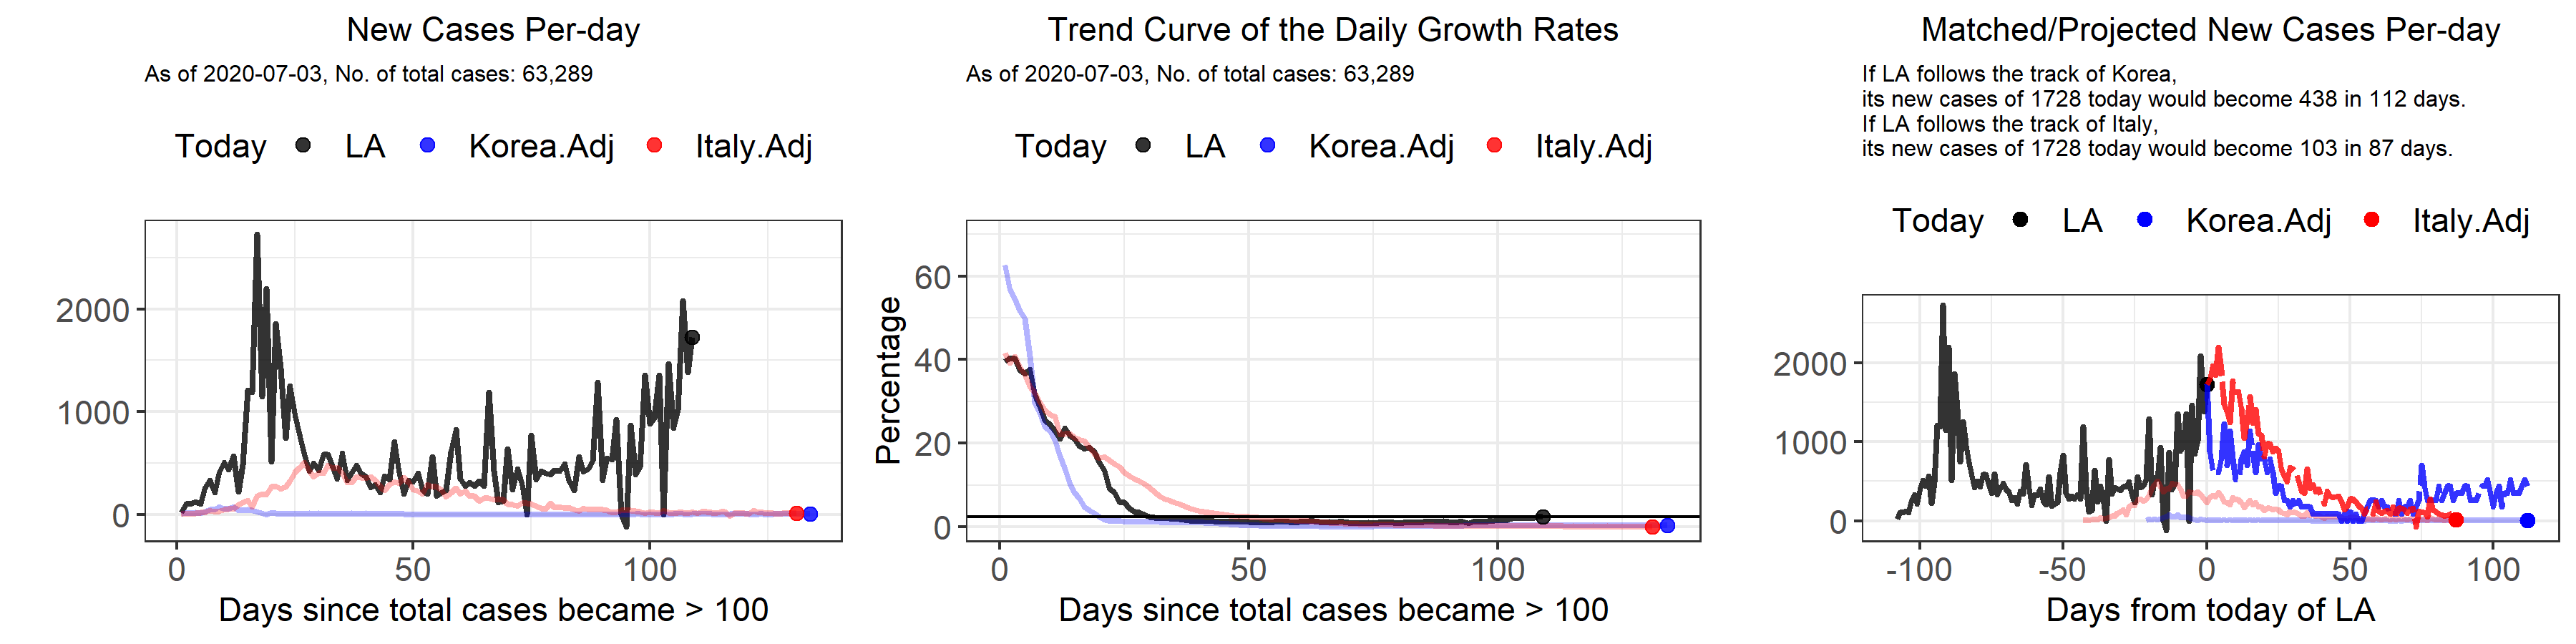 New Cases Per-day
As of 2020-07-03, No. of total cases: 63,289
Today LA Korea.Adj Italy.Adj
2000
1000
0
0 50 100
Days since total cases became > 100
Trend Curve of the Daily Growth Rates
As of 2020-07-03, No. of total cases: 63,289
Today LA Korea.Adj Italy.Adj
Percentage
60
40
20
0
0 50 100
Days since total cases became > 100
Matched/Projected New Cases Per-day
If LA follows the track of Korea,
its new cases of 1728 today would become 438 in 112 days.
If LA follows the track of Italy,
its new cases of 1728 today would become 103 in 87 days.
Today LA Korea.Adj Italy.Adj
2000
1000
0
-100 -50 0 50 100
Days from today of LA